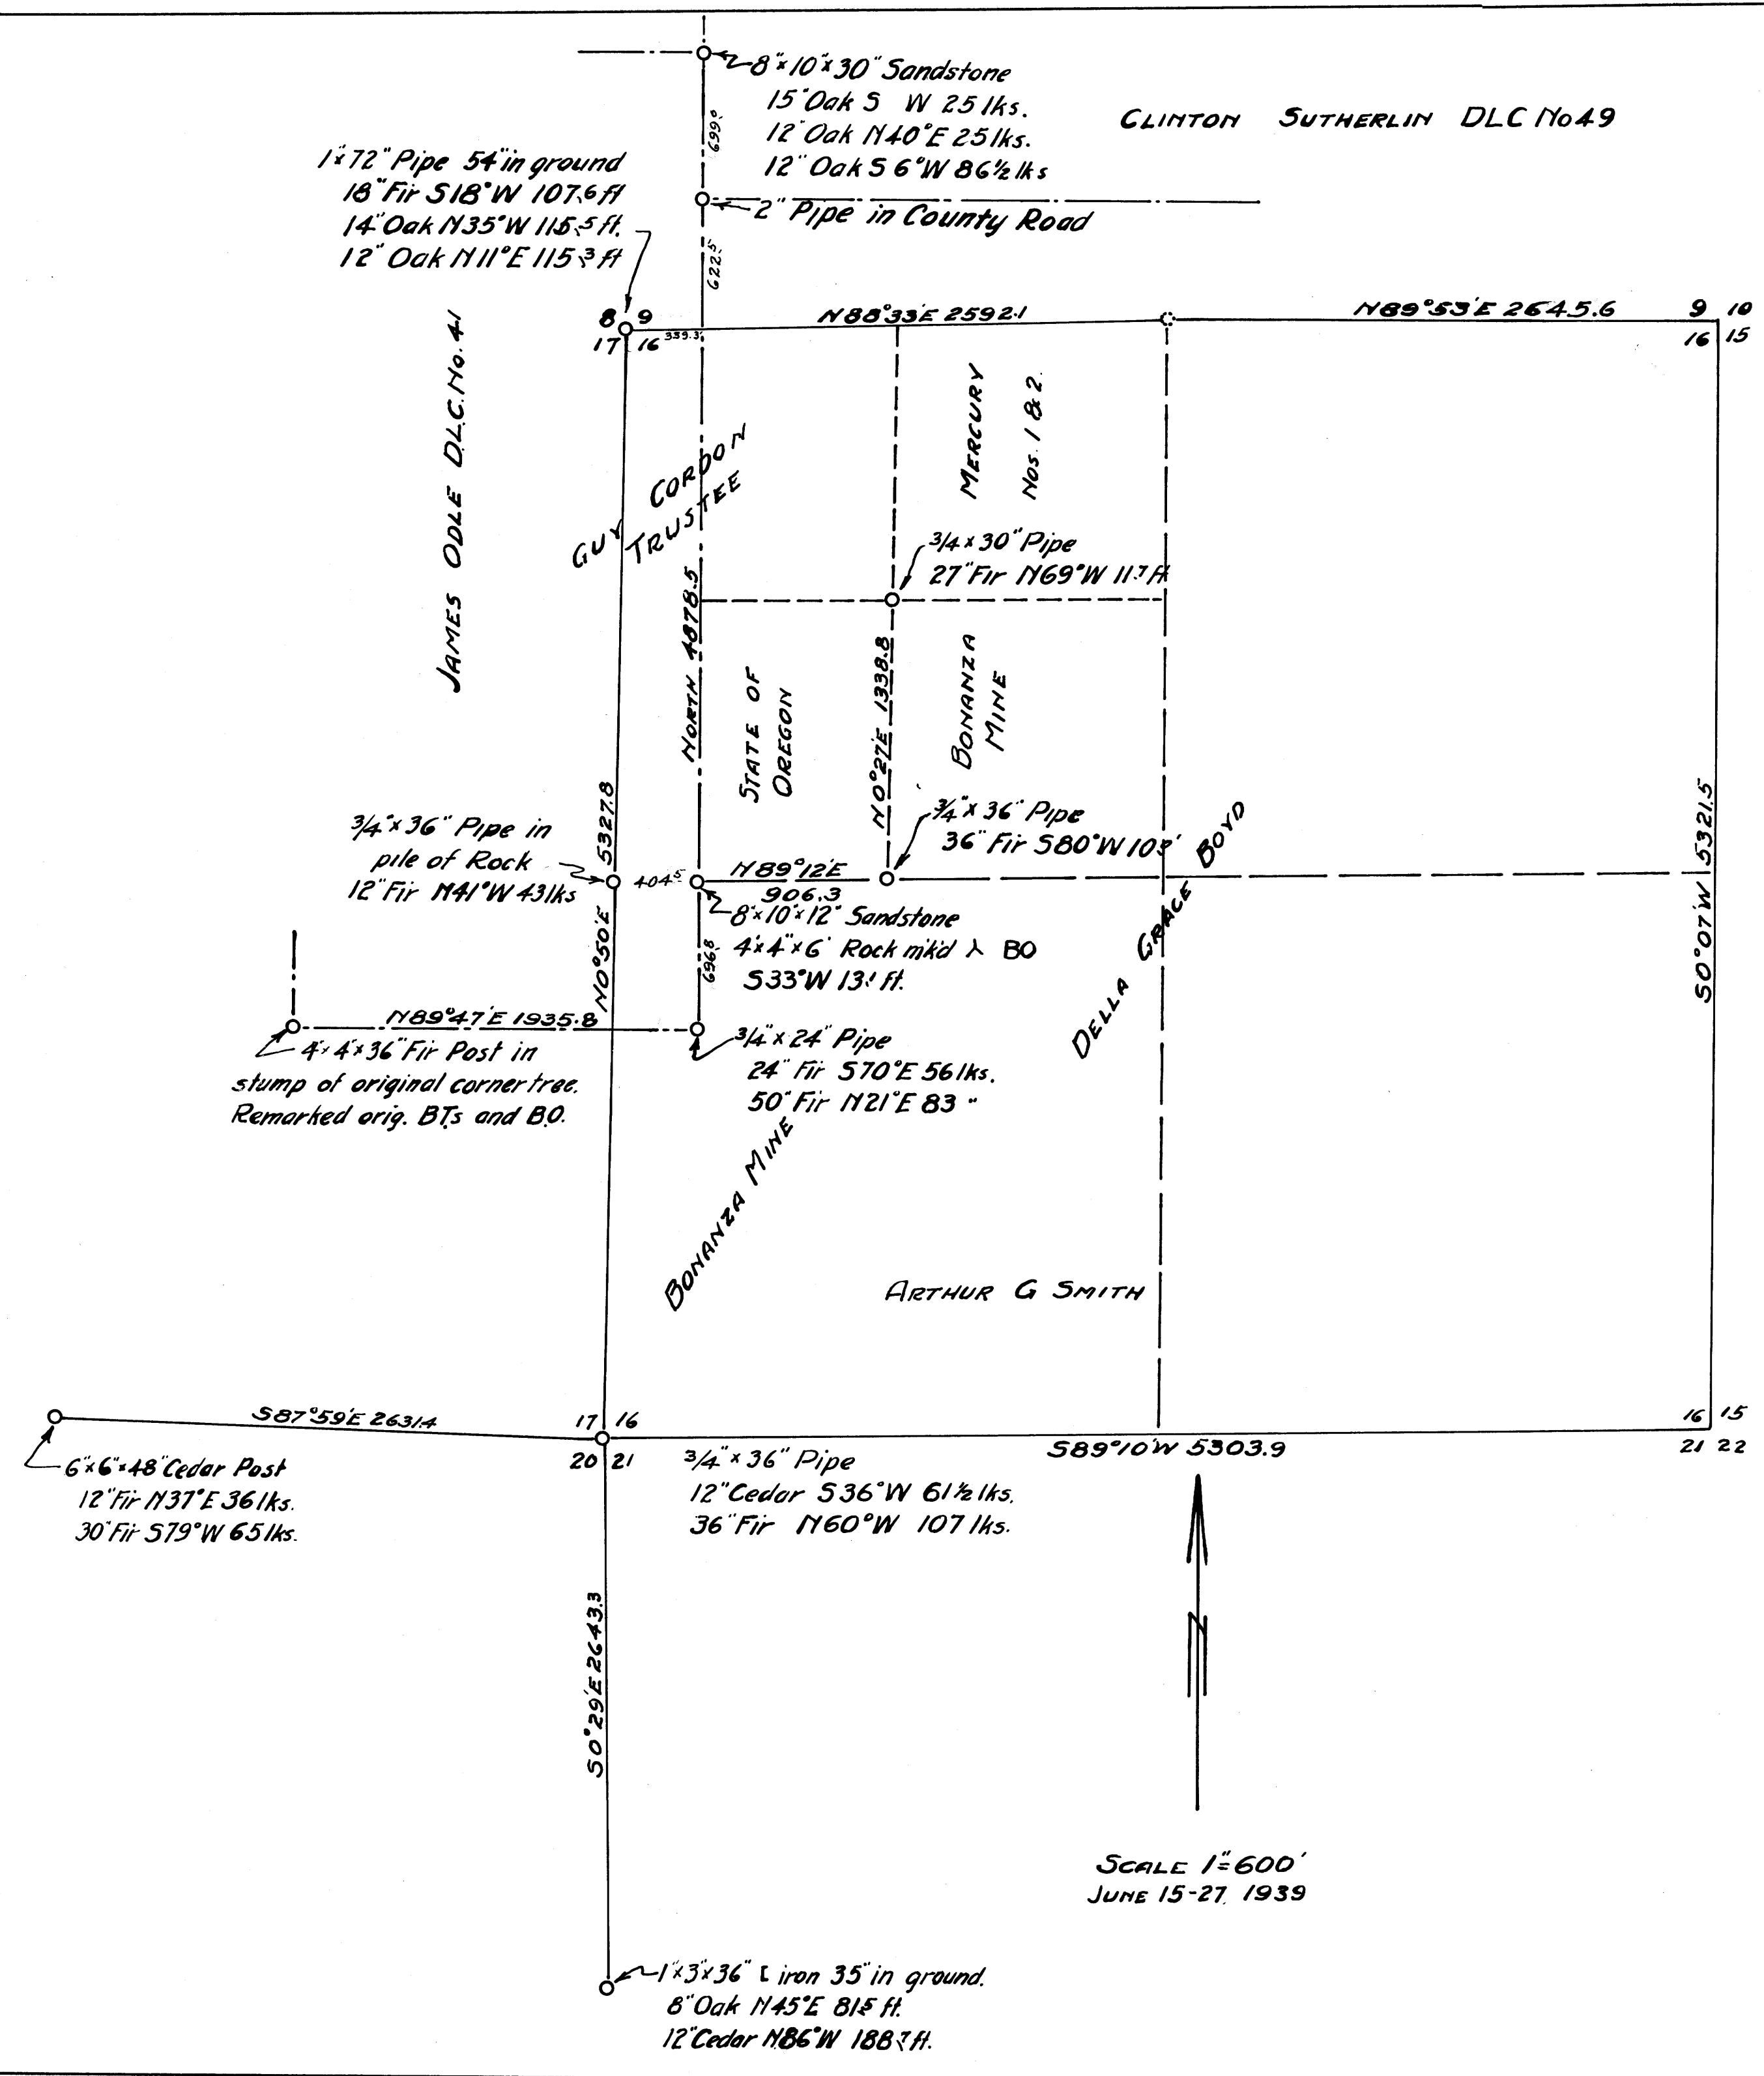 8"x10"x30" Sandstone
15" Oak S W 25 lks.
12" Oak N40°E 25 lks.
12" Oak S 6°W 86½ lks
CLINTON SUTHERLIN DLC No 49
699.0
1"x72" Pipe 54" in ground
18" Fir S18°W 107.6 ft
14" Oak N35°W 115.5 ft.
12" Oak N11°E 115.3 ft
2" Pipe in County Road
622.5
8 9
17 16
339.3
N88°33'E 2592.1
N89°53'E 2645.6
9 10
16 15
JAMES ODLE D.L.C. No. 41
GUY CORDON
TRUSTEE
MERCURY
Nos. 1 & 2.
3/4 x 30" Pipe
27" Fir N69°W 11.7 ft
NORTH 4878.5
STATE OF
OREGON
N0°27'E 1338.8
BONANZA
MINE
3/4" x 36" Pipe in
pile of Rock
12" Fir N41°W 43 lks
N0°50'E 5327.8
404.5
N89°12'E
906.3
3/4" x 36" Pipe
36" Fir S80°W
8"x10"x12" Sandstone
4"x4"x6" Rock mk'd BO
S33°W 13.1 ft.
696.8
DELLA GRACE BOYD
S0°07'W 5321.5
N89°47'E 1935.8
4"x4"x36" Fir Post in
stump of original corner tree.
Remarked orig. B.T.s and B.O.
3/4" x 24" Pipe
24" Fir S70°E 56 lks.
50" Fir N21°E 83 "
BONANZA MINE
ARTHUR G SMITH
S87°59'E 2631.4
17 16
20 21
S89°10'W 5303.9
16 15
21 22
6"x6"x48" Cedar Post
12" Fir N37°E 36 lks.
30" Fir S79°W 65 lks.
3/4" x 36" Pipe
12" Cedar S36°W 61½ lks.
36" Fir N60°W 107 lks.
S0°29'E 2643.3
N
SCALE 1"=600'
JUNE 15-27, 1939
1"x3"x36" [ iron 35" in ground.
8" Oak N45°E 81.5 ft.
12" Cedar N86°W 188.7 ft.